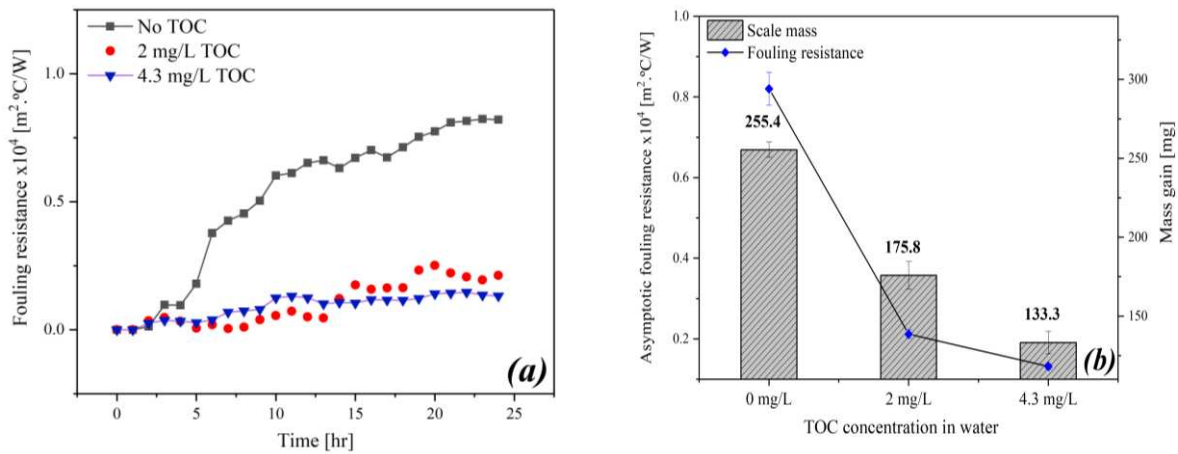 No TOC
2 mg/L TOC
4.3 mg/L TOC
Fouling resistance x10⁴ [m².ºC/W]
1.0
0.5
0.0
0
5
10
15
20
25
Time [hr]
(a)
Scale mass
Fouling resistance
Asymptotic fouling resistance x10⁴ [m².ºC/W]
1.0
0.8
0.6
0.4
0.2
255.4
175.8
133.3
300
250
200
150
Mass gain [mg]
0 mg/L
2 mg/L
4.3 mg/L
TOC concentration in water
(b)